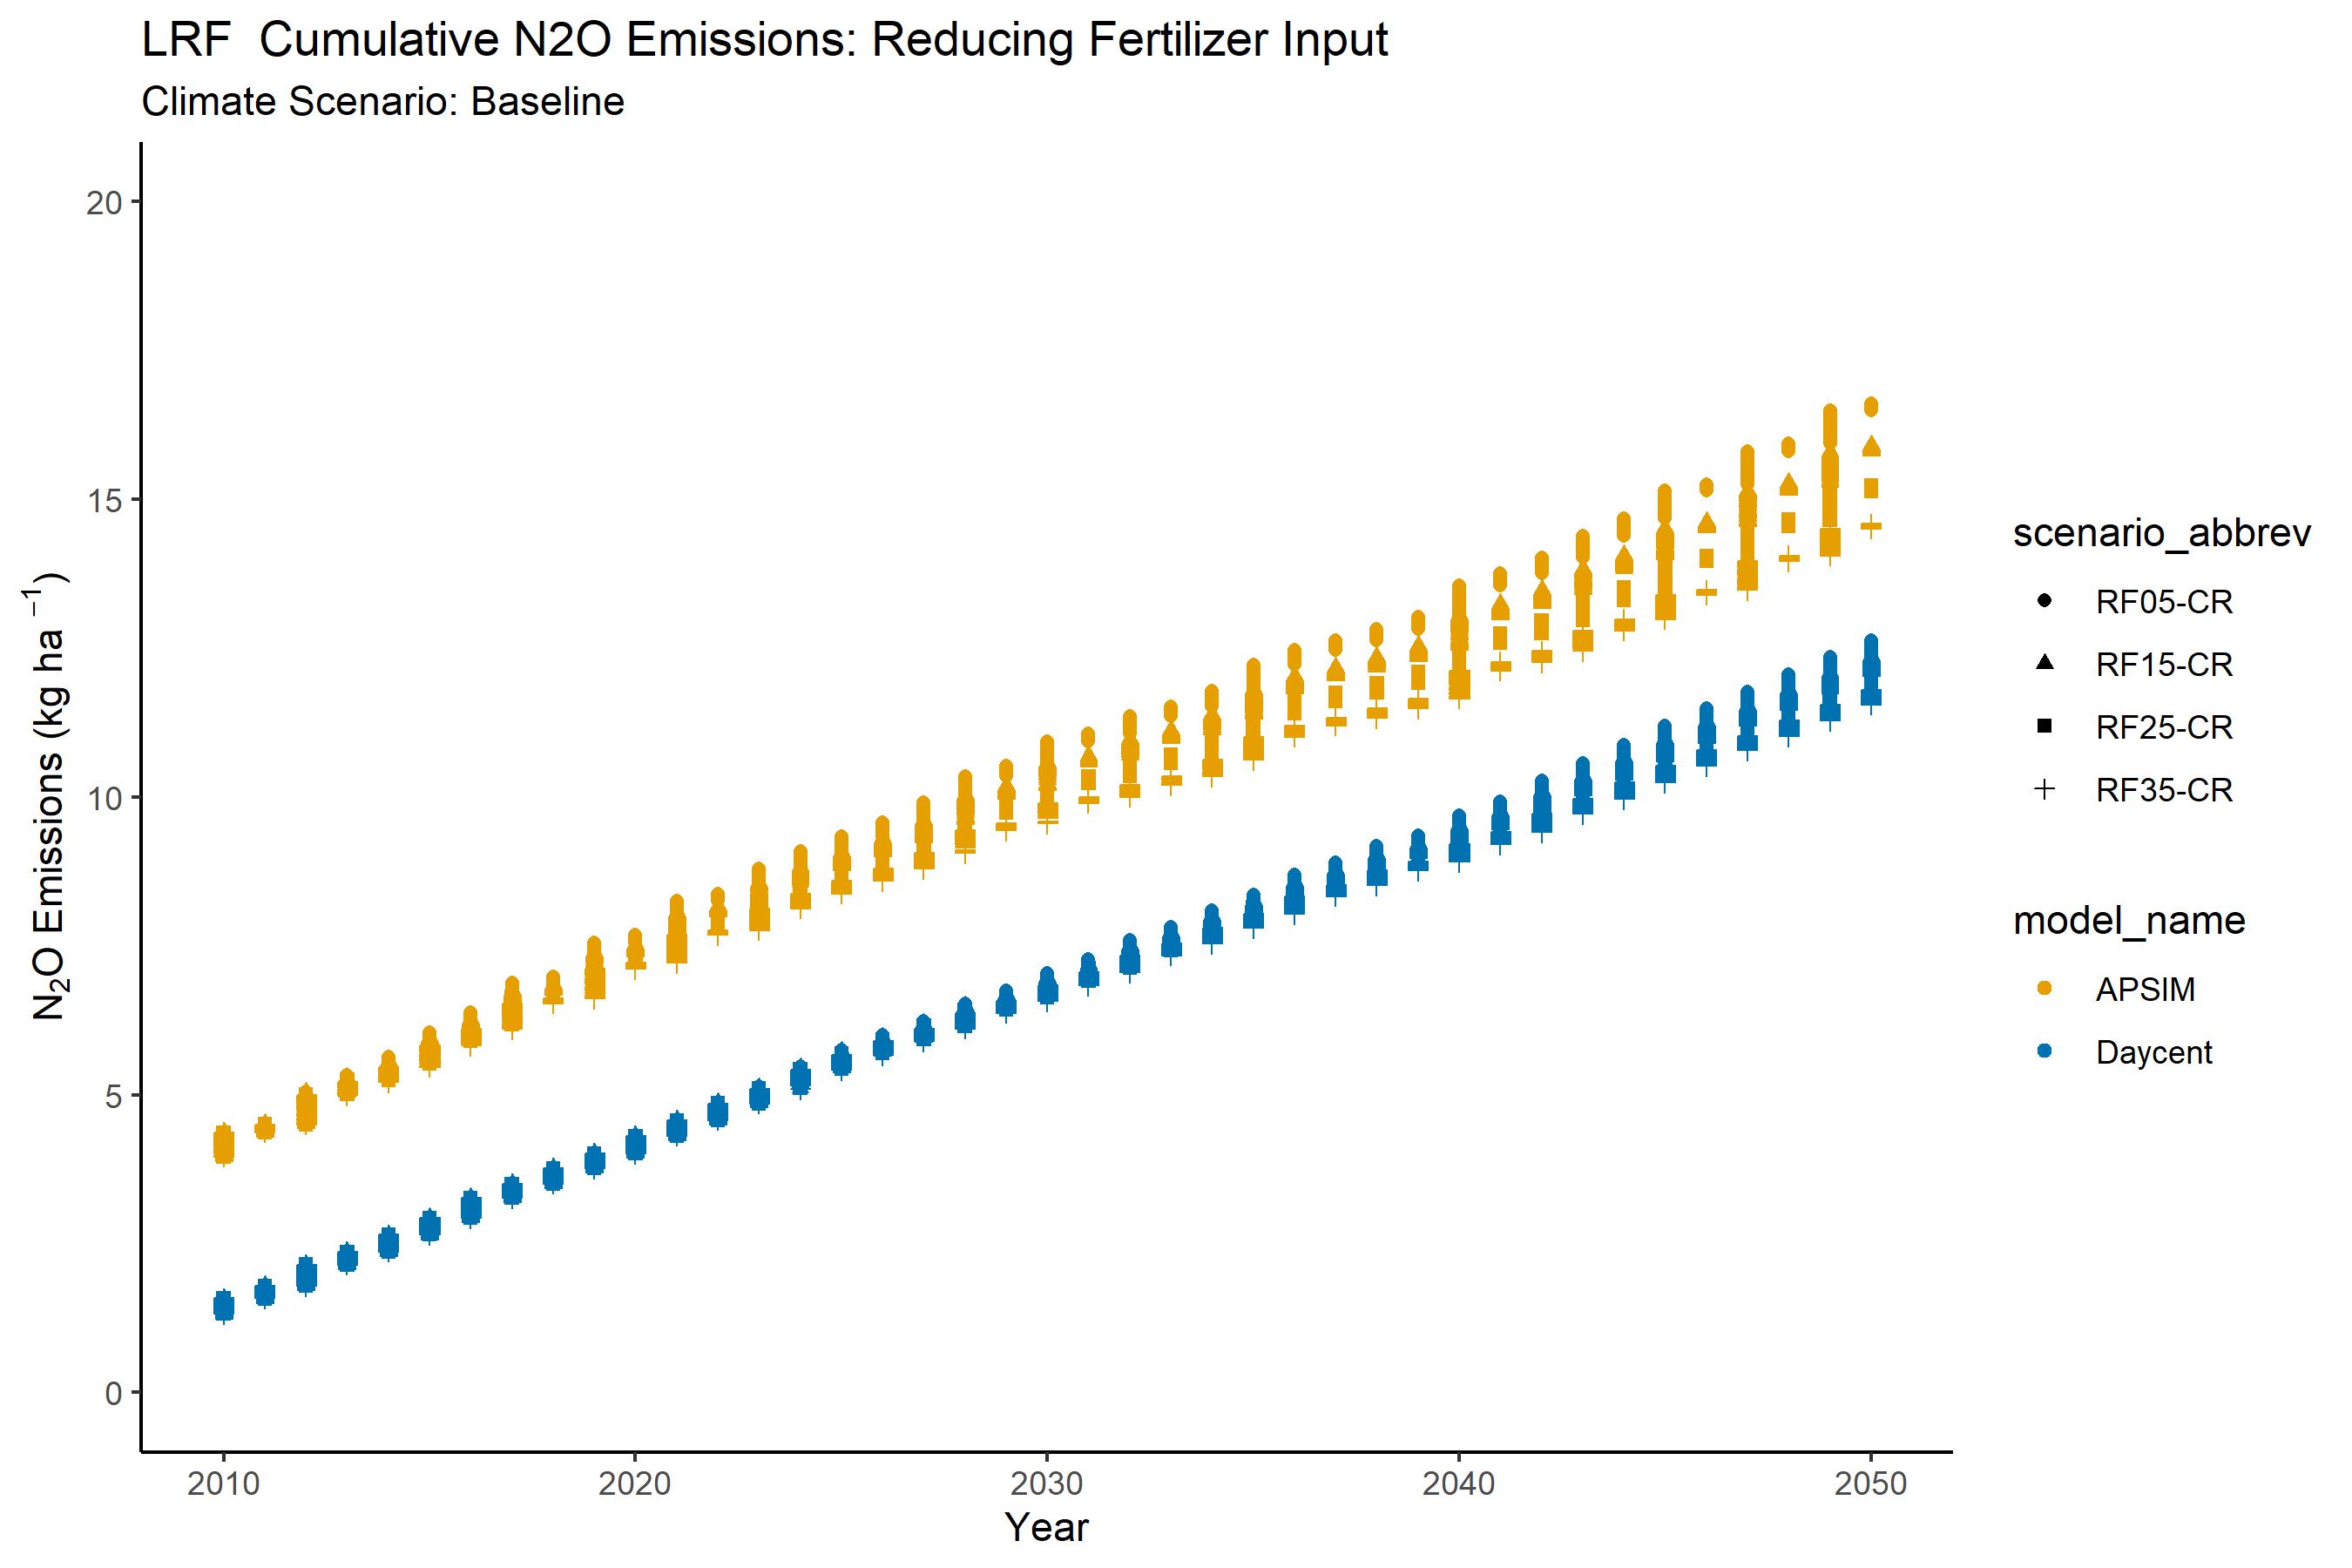 LRF  Cumulative N2O Emissions: Reducing Fertilizer Input
Climate Scenario: Baseline
N₂O Emissions (kg ha ⁻¹)
20
15
10
5
0
2010 2020 2030 2040 2050
Year
scenario_abbrev
RF05-CR
RF15-CR
RF25-CR
RF35-CR
model_name
APSIM
Daycent